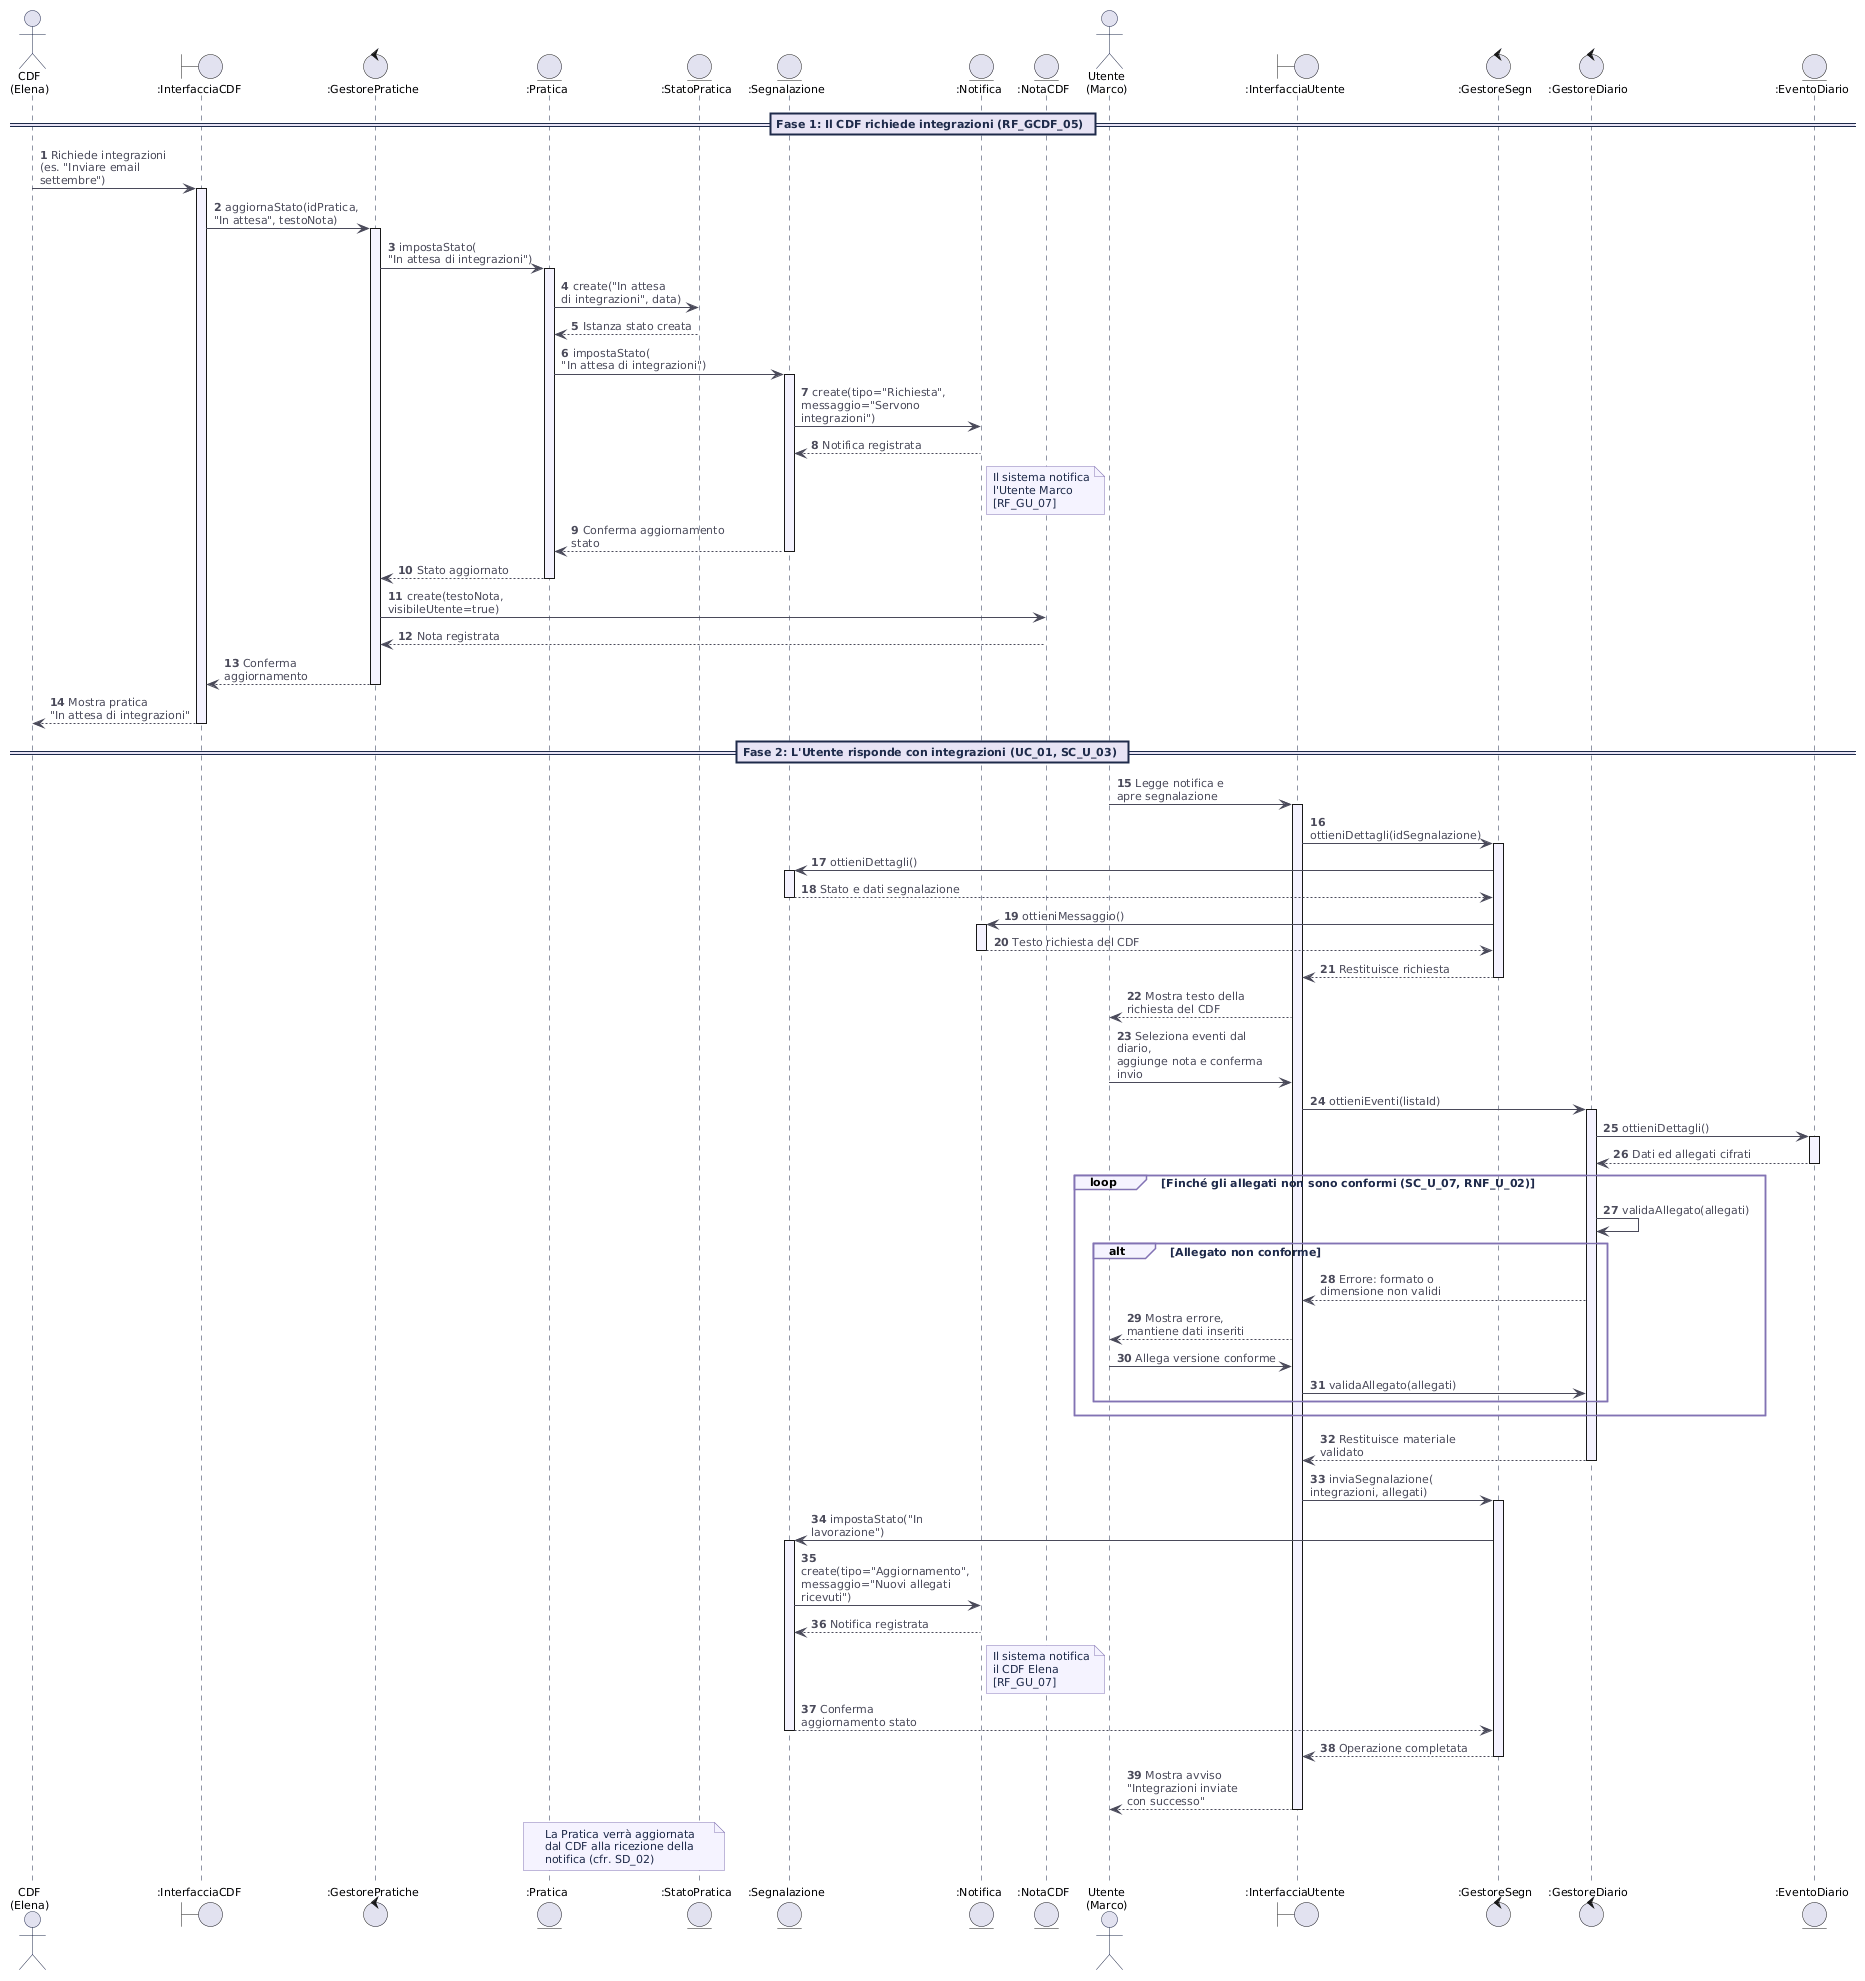 CDF
(Elena)
:InterfacciaCDF
:GestorePratiche
:Pratica
:StatoPratica
:Segnalazione
:Notifica
:NotaCDF
Utente
(Marco)
:InterfacciaUtente
:GestoreSegn
:GestoreDiario
:EventoDiario
Fase 1: Il CDF richiede integrazioni (RF_GCDF_05)
1 Richiede integrazioni
(es. "Inviare email
settembre")
2 aggiornaStato(idPratica,
"In attesa", testoNota)
3 impostaStato(
"In attesa di integrazioni")
4 create("In attesa
di integrazioni", data)
5 Istanza stato creata
6 impostaStato(
"In attesa di integrazioni")
7 create(tipo="Richiesta",
messaggio="Servono
integrazioni")
8 Notifica registrata
Il sistema notifica
l'Utente Marco
[RF_GU_07]
9 Conferma aggiornamento
stato
10 Stato aggiornato
11 create(testoNota,
visibileUtente=true)
12 Nota registrata
13 Conferma
aggiornamento
14 Mostra pratica
"In attesa di integrazioni"
Fase 2: L'Utente risponde con integrazioni (UC_01, SC_U_03)
15 Legge notifica e
apre segnalazione
16
ottieniDettagli(idSegnalazione)
17 ottieniDettagli()
18 Stato e dati segnalazione
19 ottieniMessaggio()
20 Testo richiesta del CDF
21 Restituisce richiesta
22 Mostra testo della
richiesta del CDF
23 Seleziona eventi dal
diario,
aggiunge nota e conferma
invio
24 ottieniEventi(listaId)
25 ottieniDettagli()
26 Dati ed allegati cifrati
loop [Finché gli allegati non sono conformi (SC_U_07, RNF_U_02)]
27 validaAllegato(allegati)
alt [Allegato non conforme]
28 Errore: formato o
dimensione non validi
29 Mostra errore,
mantiene dati inseriti
30 Allega versione conforme
31 validaAllegato(allegati)
32 Restituisce materiale
validato
33 inviaSegnalazione(
integrazioni, allegati)
34 impostaStato("In
lavorazione")
35
create(tipo="Aggiornamento",
messaggio="Nuovi allegati
ricevuti")
36 Notifica registrata
Il sistema notifica
il CDF Elena
[RF_GU_07]
37 Conferma
aggiornamento stato
38 Operazione completata
39 Mostra avviso
"Integrazioni inviate
con successo"
La Pratica verrà aggiornata
dal CDF alla ricezione della
notifica (cfr. SD_02)
CDF
(Elena)
:InterfacciaCDF
:GestorePratiche
:Pratica
:StatoPratica
:Segnalazione
:Notifica
:NotaCDF
Utente
(Marco)
:InterfacciaUtente
:GestoreSegn
:GestoreDiario
:EventoDiario